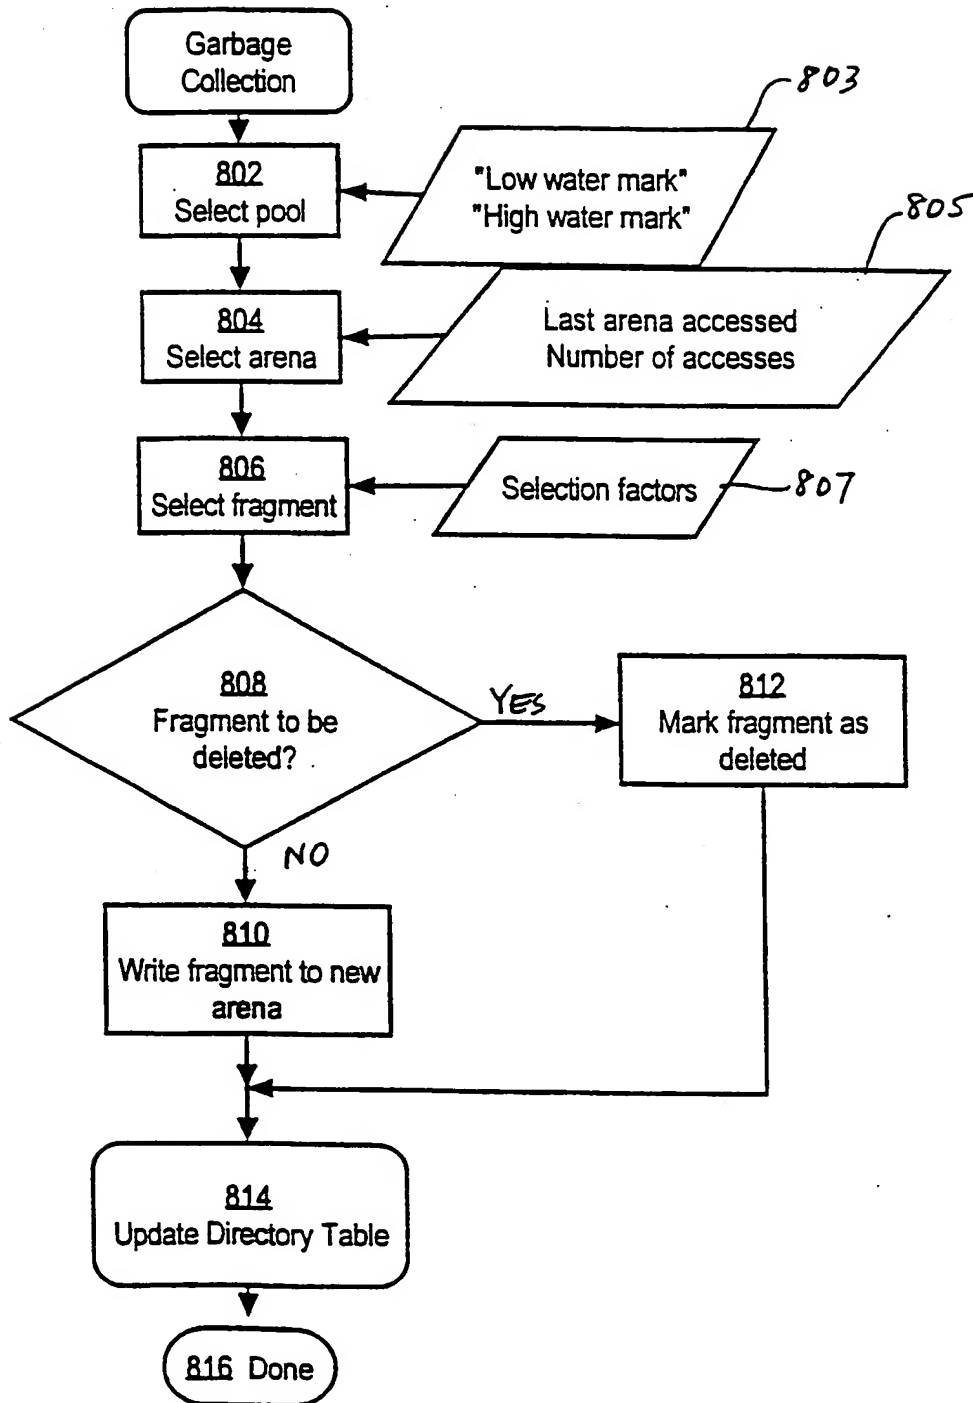 Garbage
Collection
803
802
Select pool
"Low water mark"
"High water mark"
805
804
Select arena
Last arena accessed
Number of accesses
806
Select fragment
Selection factors
807
808
Fragment to be
deleted?
YES
812
Mark fragment as
deleted
NO
810
Write fragment to new
arena
814
Update Directory Table
816 Done